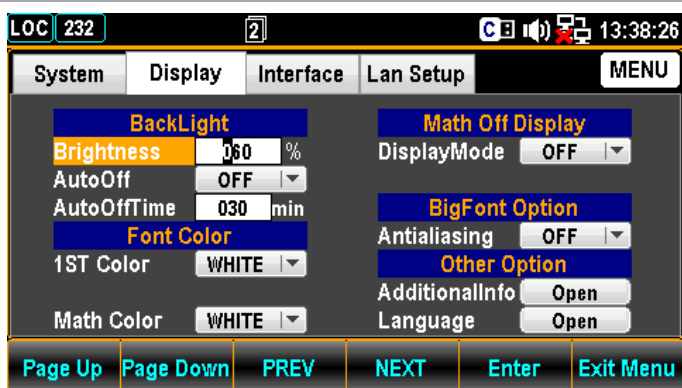 LOC 232 2 C 13:38:26
System Display Interface Lan Setup MENU
BackLight
Brightness 060 %
AutoOff OFF
AutoOffTime 030 min
Font Color
1ST Color WHITE
Math Color WHITE
Math Off Display
DisplayMode OFF
BigFont Option
Antialiasing OFF
Other Option
AdditionalInfo Open
Language Open
Page Up Page Down PREV NEXT Enter Exit Menu